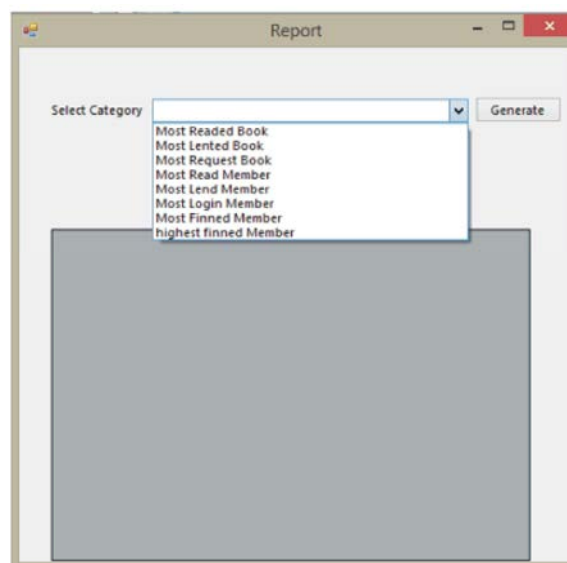 Report
Select Category
Generate
Most Readed Book
Most Lented Book
Most Request Book
Most Read Member
Most Lend Member
Most Login Member
Most Finned Member
highest finned Member